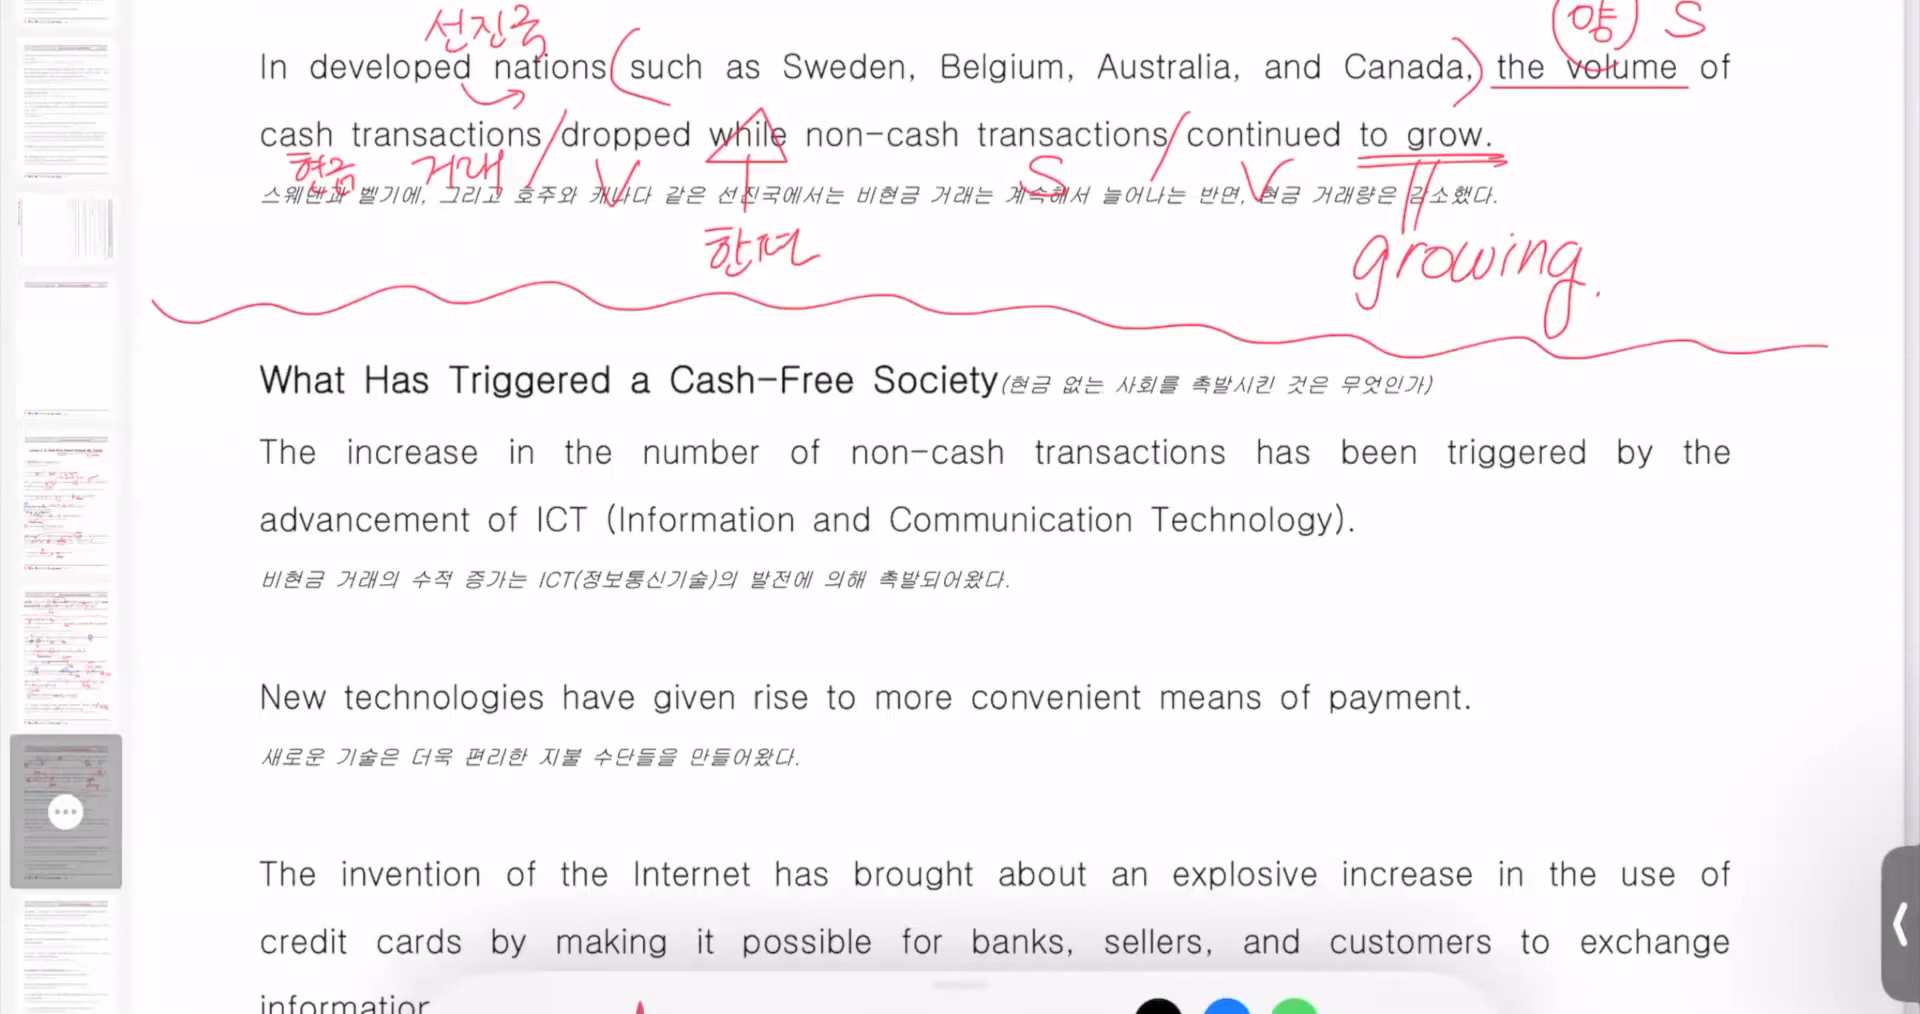 선진국
양 S
In developed nations (such as Sweden, Belgium, Australia, and Canada,) the volume of
cash transactions / dropped while non-cash transactions / continued to grow.
현금 거래 V S V
스웨덴과 벨기에, 그리고 호주와 캐나다 같은 선진국에서는 비현금 거래는 계속해서 늘어나는 반면, 현금 거래량은 감소했다.
한편
growing.
What Has Triggered a Cash-Free Society(현금 없는 사회를 촉발시킨 것은 무엇인가)
The increase in the number of non-cash transactions has been triggered by the
advancement of ICT (Information and Communication Technology).
비현금 거래의 수적 증가는 ICT(정보통신기술)의 발전에 의해 촉발되어왔다.
New technologies have given rise to more convenient means of payment.
새로운 기술은 더욱 편리한 지불 수단들을 만들어왔다.
The invention of the Internet has brought about an explosive increase in the use of
credit cards by making it possible for banks, sellers, and customers to exchange